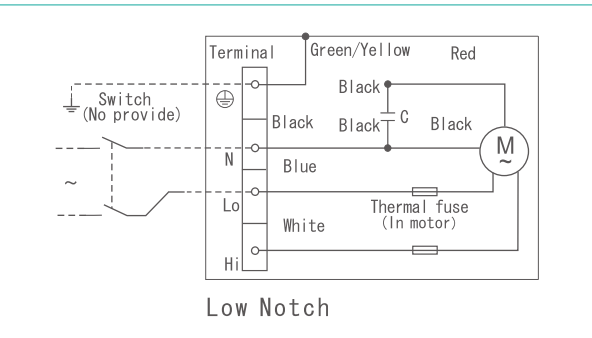 Terminal
Green/Yellow
Red
Black
Switch
(No provide)
Black
Black
C
Black
M
~
N
Blue
~
Lo
Thermal fuse
(In motor)
White
Hi
Low Notch